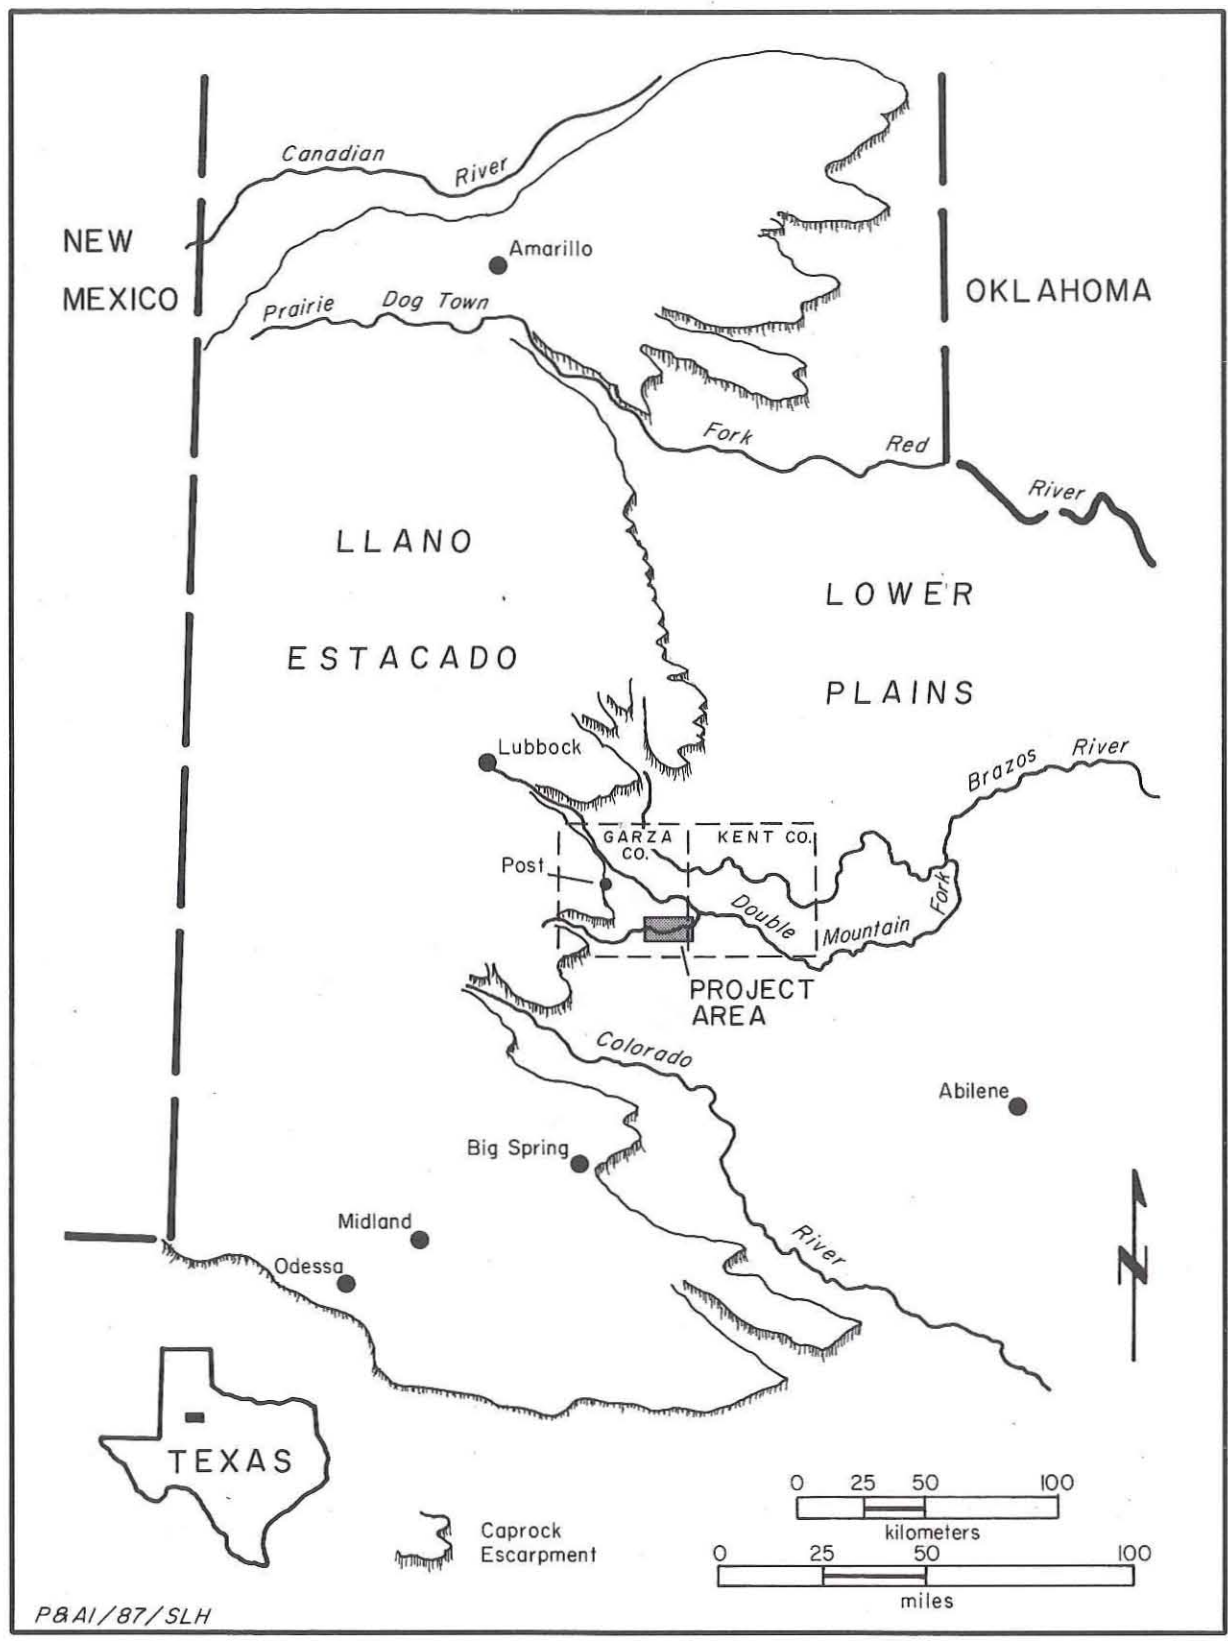 Canadian
River
NEW
MEXICO
Amarillo
OKLAHOMA
Prairie
Dog Town
Fork
Red
River
LLANO
ESTACADO
LOWER
PLAINS
Lubbock
Brazos
River
GARZA
CO.
KENT CO.
Post
Double
Mountain
Fork
PROJECT
AREA
Colorado
Abilene
Big Spring
Midland
River
Odessa
TEXAS
N
0 25 50 100
kilometers
Caprock
Escarpment
0 25 50 100
miles
P&AI/87/SLH